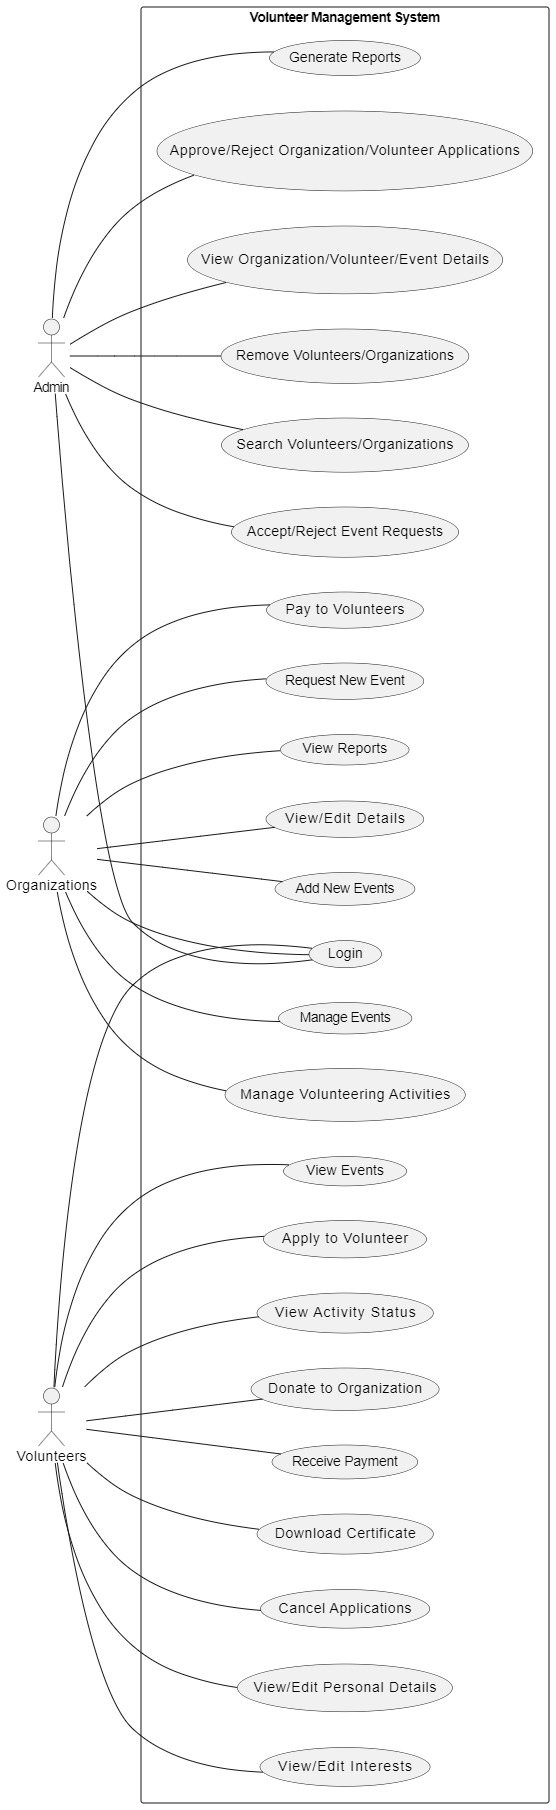 Volunteer Management System
Generate Reports
Approve/Reject Organization/Volunteer Applications
View Organization/Volunteer/Event Details
Remove Volunteers/Organizations
Admin
Search Volunteers/Organizations
Accept/Reject Event Requests
Pay to Volunteers
Request New Event
View Reports
View/Edit Details
Organizations
Add New Events
Login
Manage Events
Manage Volunteering Activities
View Events
Apply to Volunteer
View Activity Status
Donate to Organization
Volunteers
Receive Payment
Download Certificate
Cancel Applications
View/Edit Personal Details
View/Edit Interests